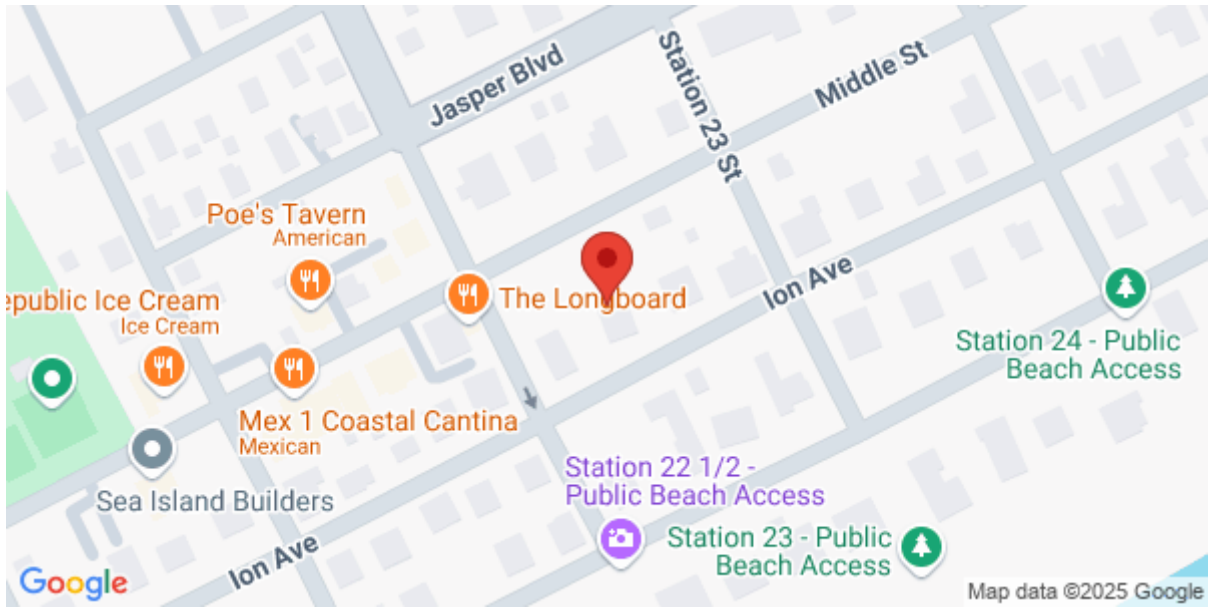 Jasper Blvd
Station 23 St
Middle St
Poe's Tavern
American
epublic Ice Cream
Ice Cream
The Longboard
Ion Ave
Station 24 - Public
Beach Access
Mex 1 Coastal Cantina
Mexican
Station 22 1/2 -
Public Beach Access
Sea Island Builders
Station 23 - Public
Beach Access
Ion Ave
Google
Map data ©2025 Google